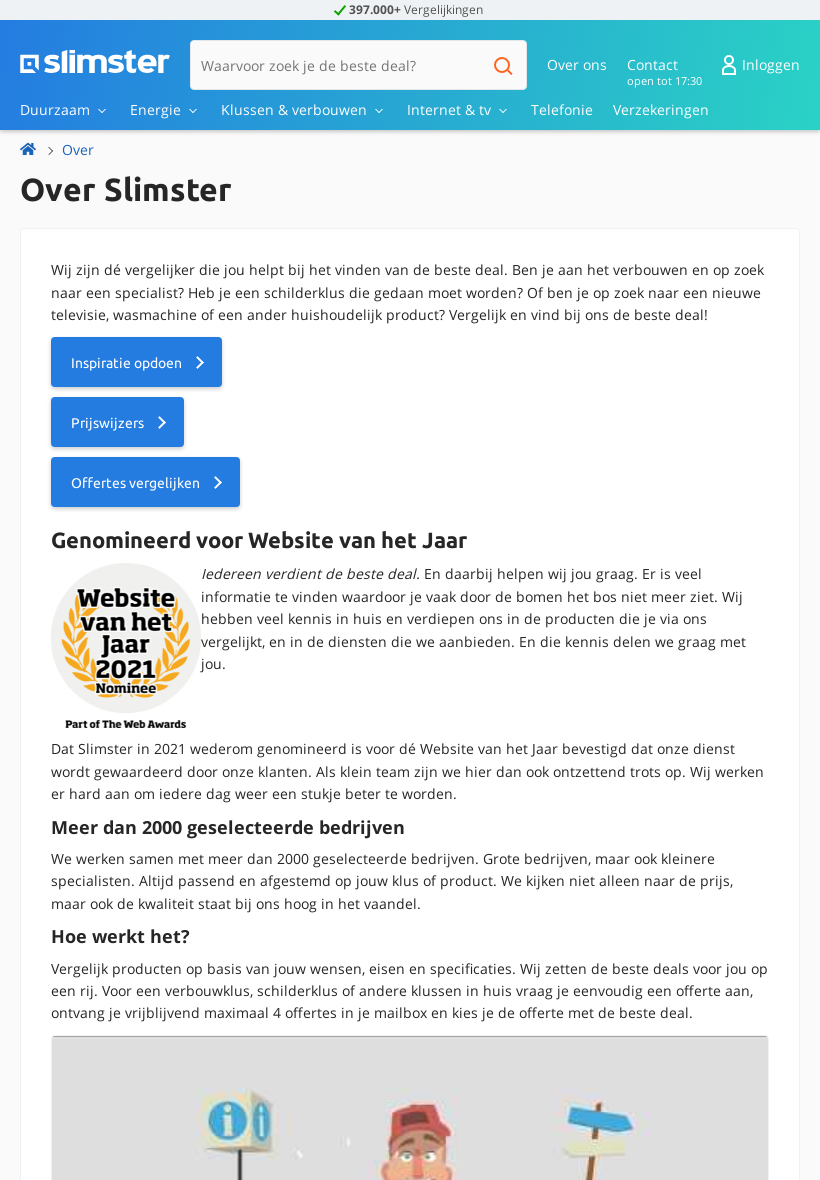 397.000+ Vergelijkingen
slimster
Waarvoor zoek je de beste deal?
Over ons
Contact
open tot 17:30
Inloggen
Duurzaam
Energie
Klussen & verbouwen
Internet & tv
Telefonie
Verzekeringen
Over
Over Slimster
Wij zijn dé vergelijker die jou helpt bij het vinden van de beste deal. Ben je aan het verbouwen en op zoek
naar een specialist? Heb je een schilderklus die gedaan moet worden? Of ben je op zoek naar een nieuwe
televisie, wasmachine of een ander huishoudelijk product? Vergelijk en vind bij ons de beste deal!
Inspiratie opdoen
Prijswijzers
Offertes vergelijken
Genomineerd voor Website van het Jaar
Website
van het
Jaar
2021
Nominee
Part of The Web Awards
Iedereen verdient de beste deal. En daarbij helpen wij jou graag. Er is veel
informatie te vinden waardoor je vaak door de bomen het bos niet meer ziet. Wij
hebben veel kennis in huis en verdiepen ons in de producten die je via ons
vergelijkt, en in de diensten die we aanbieden. En die kennis delen we graag met
jou.
Dat Slimster in 2021 wederom genomineerd is voor dé Website van het Jaar bevestigd dat onze dienst
wordt gewaardeerd door onze klanten. Als klein team zijn we hier dan ook ontzettend trots op. Wij werken
er hard aan om iedere dag weer een stukje beter te worden.
Meer dan 2000 geselecteerde bedrijven
We werken samen met meer dan 2000 geselecteerde bedrijven. Grote bedrijven, maar ook kleinere
specialisten. Altijd passend en afgestemd op jouw klus of product. We kijken niet alleen naar de prijs,
maar ook de kwaliteit staat bij ons hoog in het vaandel.
Hoe werkt het?
Vergelijk producten op basis van jouw wensen, eisen en specificaties. Wij zetten de beste deals voor jou op
een rij. Voor een verbouwklus, schilderklus of andere klussen in huis vraag je eenvoudig een offerte aan,
ontvang je vrijblijvend maximaal 4 offertes in je mailbox en kies je de offerte met de beste deal.
i i